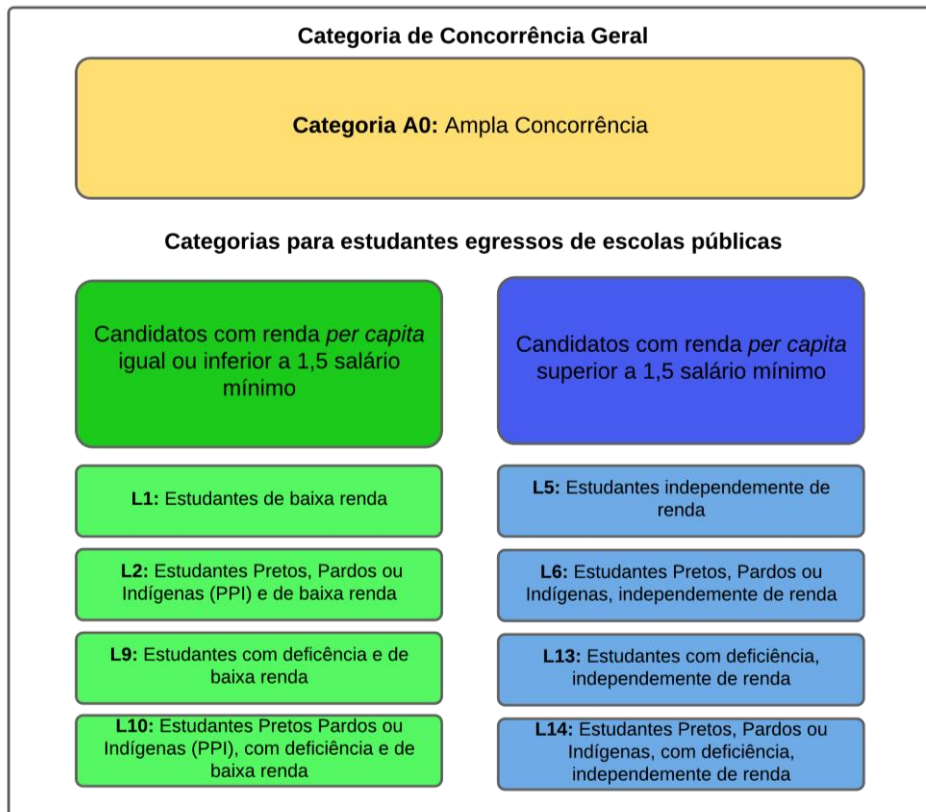 Categoria de Concorrência Geral
Categoria A0: Ampla Concorrência
Categorias para estudantes egressos de escolas públicas
Candidatos com renda per capita
igual ou inferior a 1,5 salário
mínimo
Candidatos com renda per capita
superior a 1,5 salário mínimo
L1: Estudantes de baixa renda
L5: Estudantes independemente de
renda
L2: Estudantes Pretos, Pardos ou
Indígenas (PPI) e de baixa renda
L6: Estudantes Pretos, Pardos ou
Indígenas, independemente de renda
L9: Estudantes com deficência e de
baixa renda
L13: Estudantes com deficiência,
independemente de renda
L10: Estudantes Pretos Pardos ou
Indígenas (PPI), com deficiência e de
baixa renda
L14: Estudantes Pretos, Pardos ou
Indígenas, com deficiência,
independemente de renda